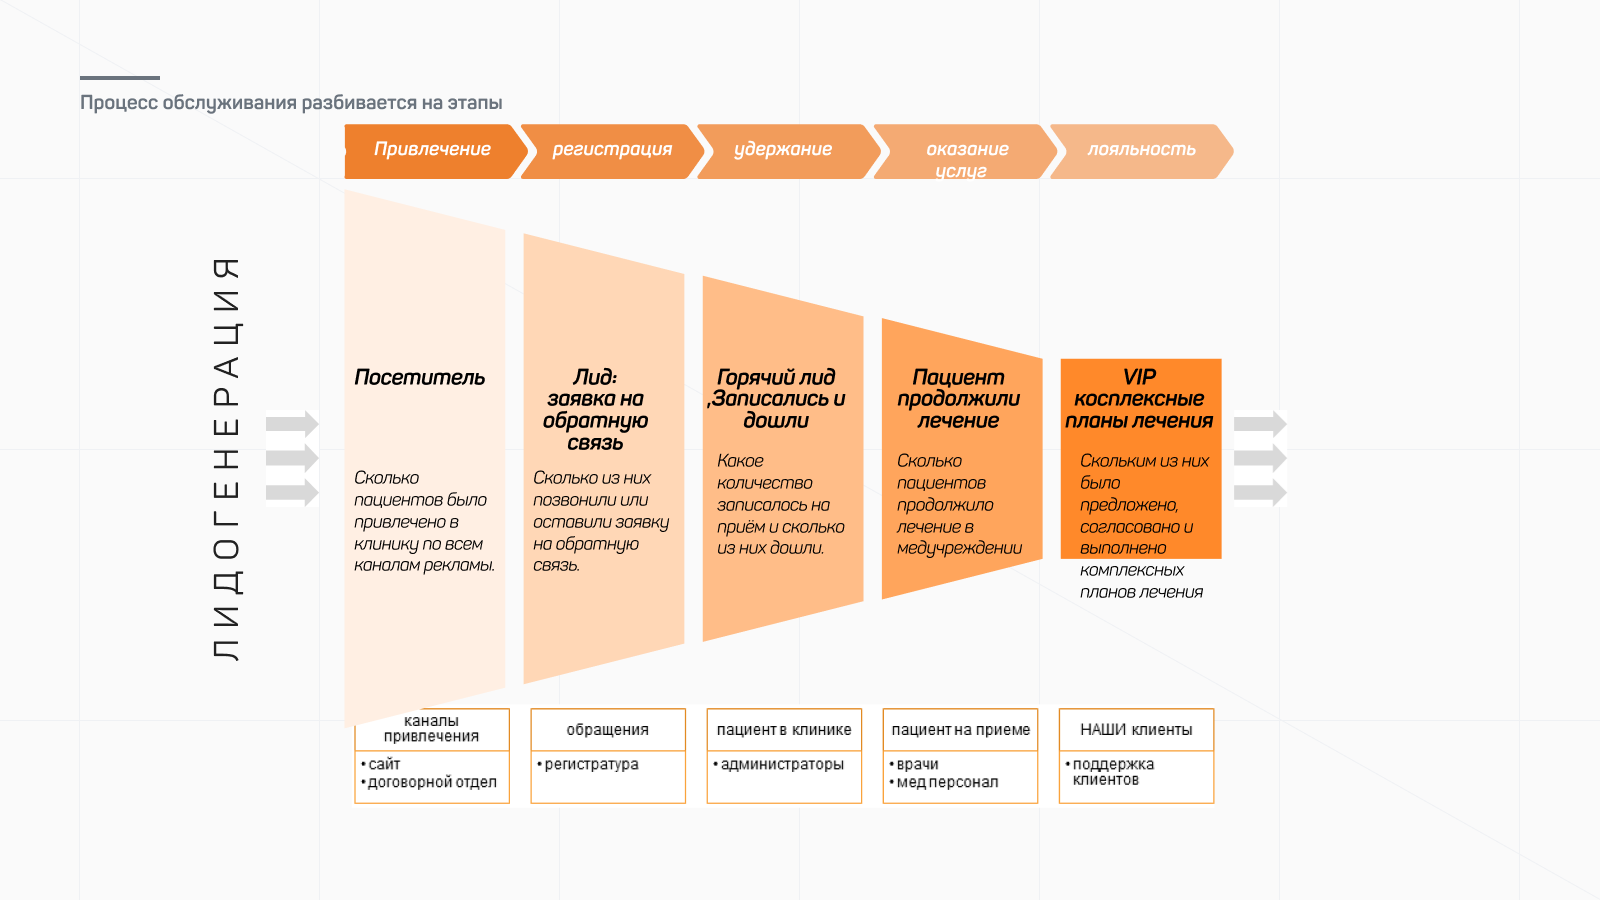 Процесс обслуживания разбивается на этапы
Привлечение
регистрация
удержание
оказание
услуг
лояльность
ЛИДОГЕНЕРАЦИЯ
Посетитель
Сколько
пациентов было
привлечено в
клинику по всем
каналам рекламы.
Лид:
заявка на
обратную
связь
Сколько из них
позвонили или
оставили заявку
на обратную
связь.
Горячий лид
,Записались и
дошли
Какое
количество
записалось на
приём и сколько
из них дошли.
Пациент
продолжили
лечение
Сколько
пациентов
продолжило
лечение в
медучреждении
VIP
косплексные
планы лечения
Скольким из них
было
предложено,
согласовано и
выполнено
комплексных
планов лечения
каналы
привлечения
• сайт
• договорной отдел
обращения
• регистратура
пациент в клинике
• администраторы
пациент на приеме
• врачи
• мед персонал
НАШИ клиенты
• поддержка
клиентов